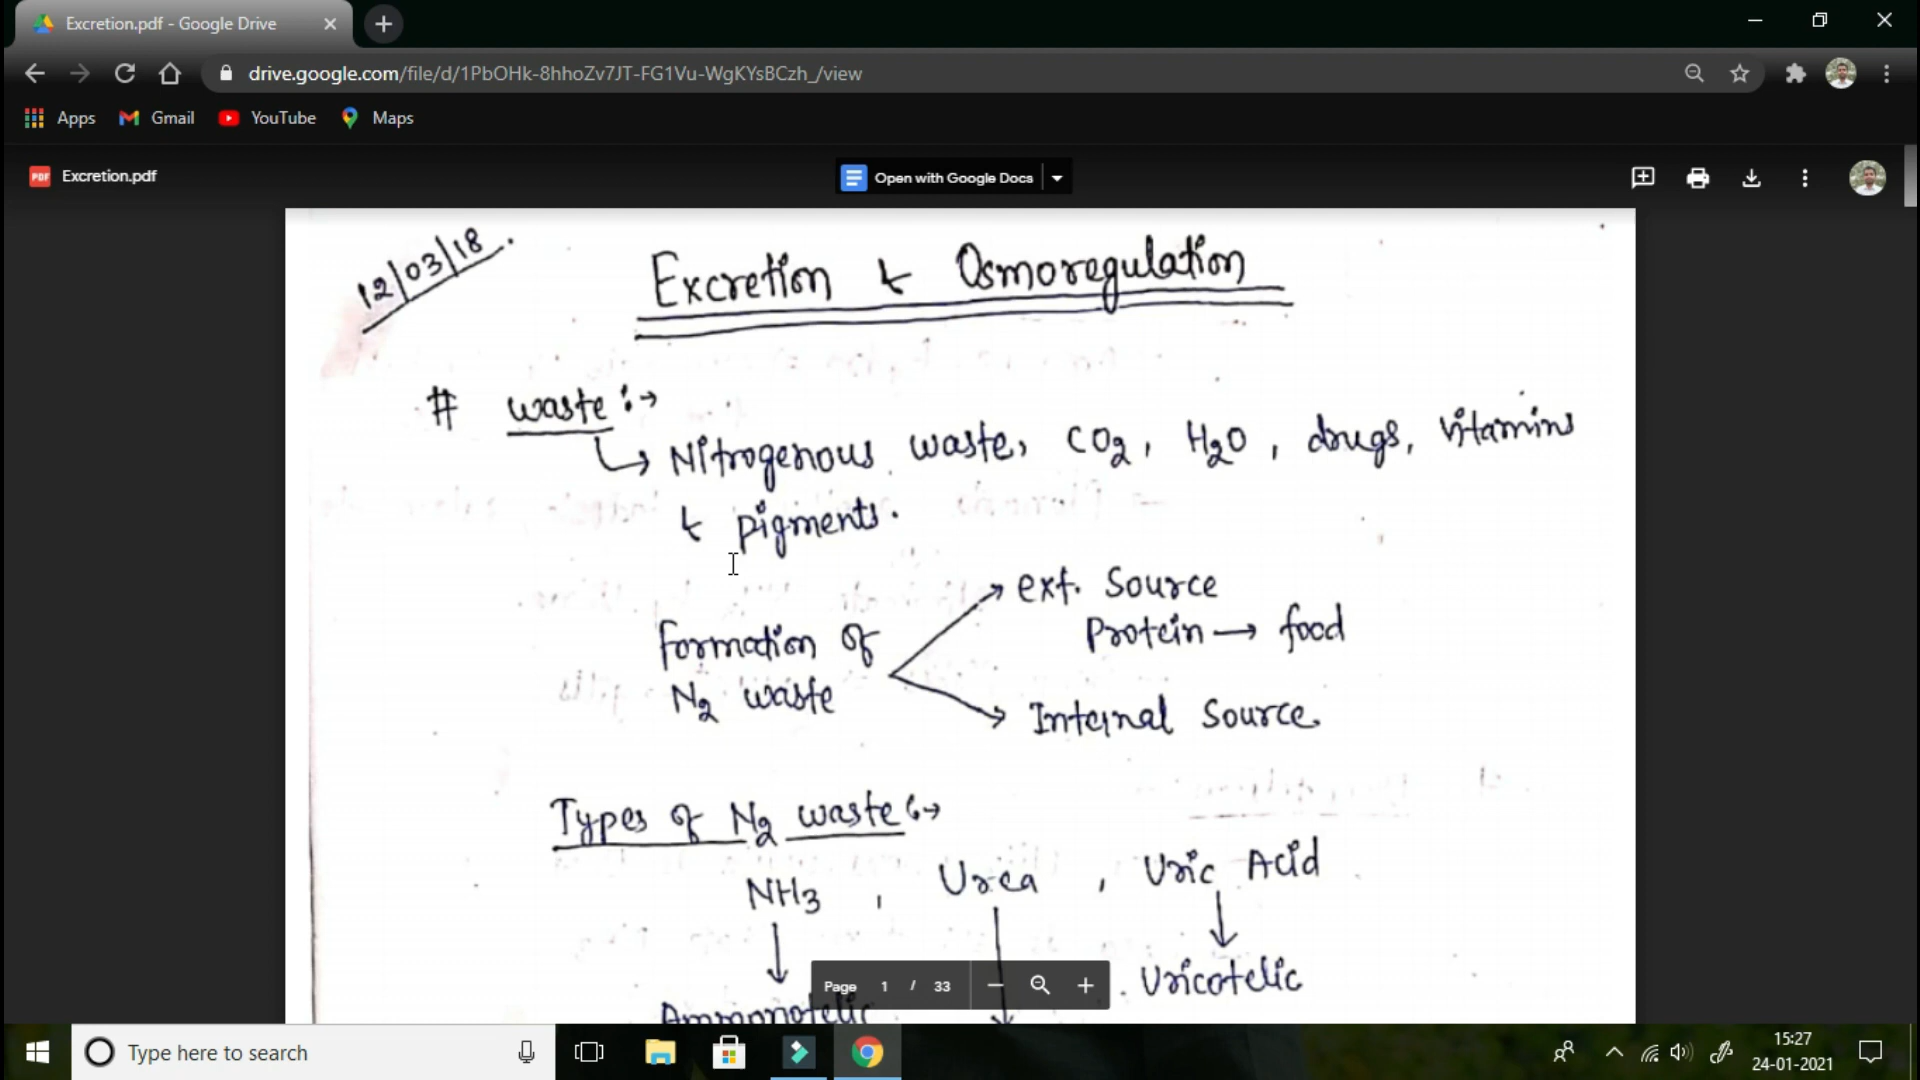 Excretion.pdf - Google Drive
drive.google.com/file/d/1PbOHk-8hhoZv7JT-FG1Vu-WgKYsBCzh_/view
Apps Gmail YouTube Maps
PDF Excretion.pdf
Open with Google Docs
12/03/18.
Excretion & Osmoregulation
# waste :→
↳ Nitrogenous waste, CO2, H2O, drugs, vitamins
& pigments.
ext. Source
Protein → food
Formation of
N2 waste
Internal Source.
Types of N2 waste :→
NH3, Urea, Uric Acid
Uricotelic
Ammonotelic
Page 1 / 33
Type here to search
15:27
24-01-2021